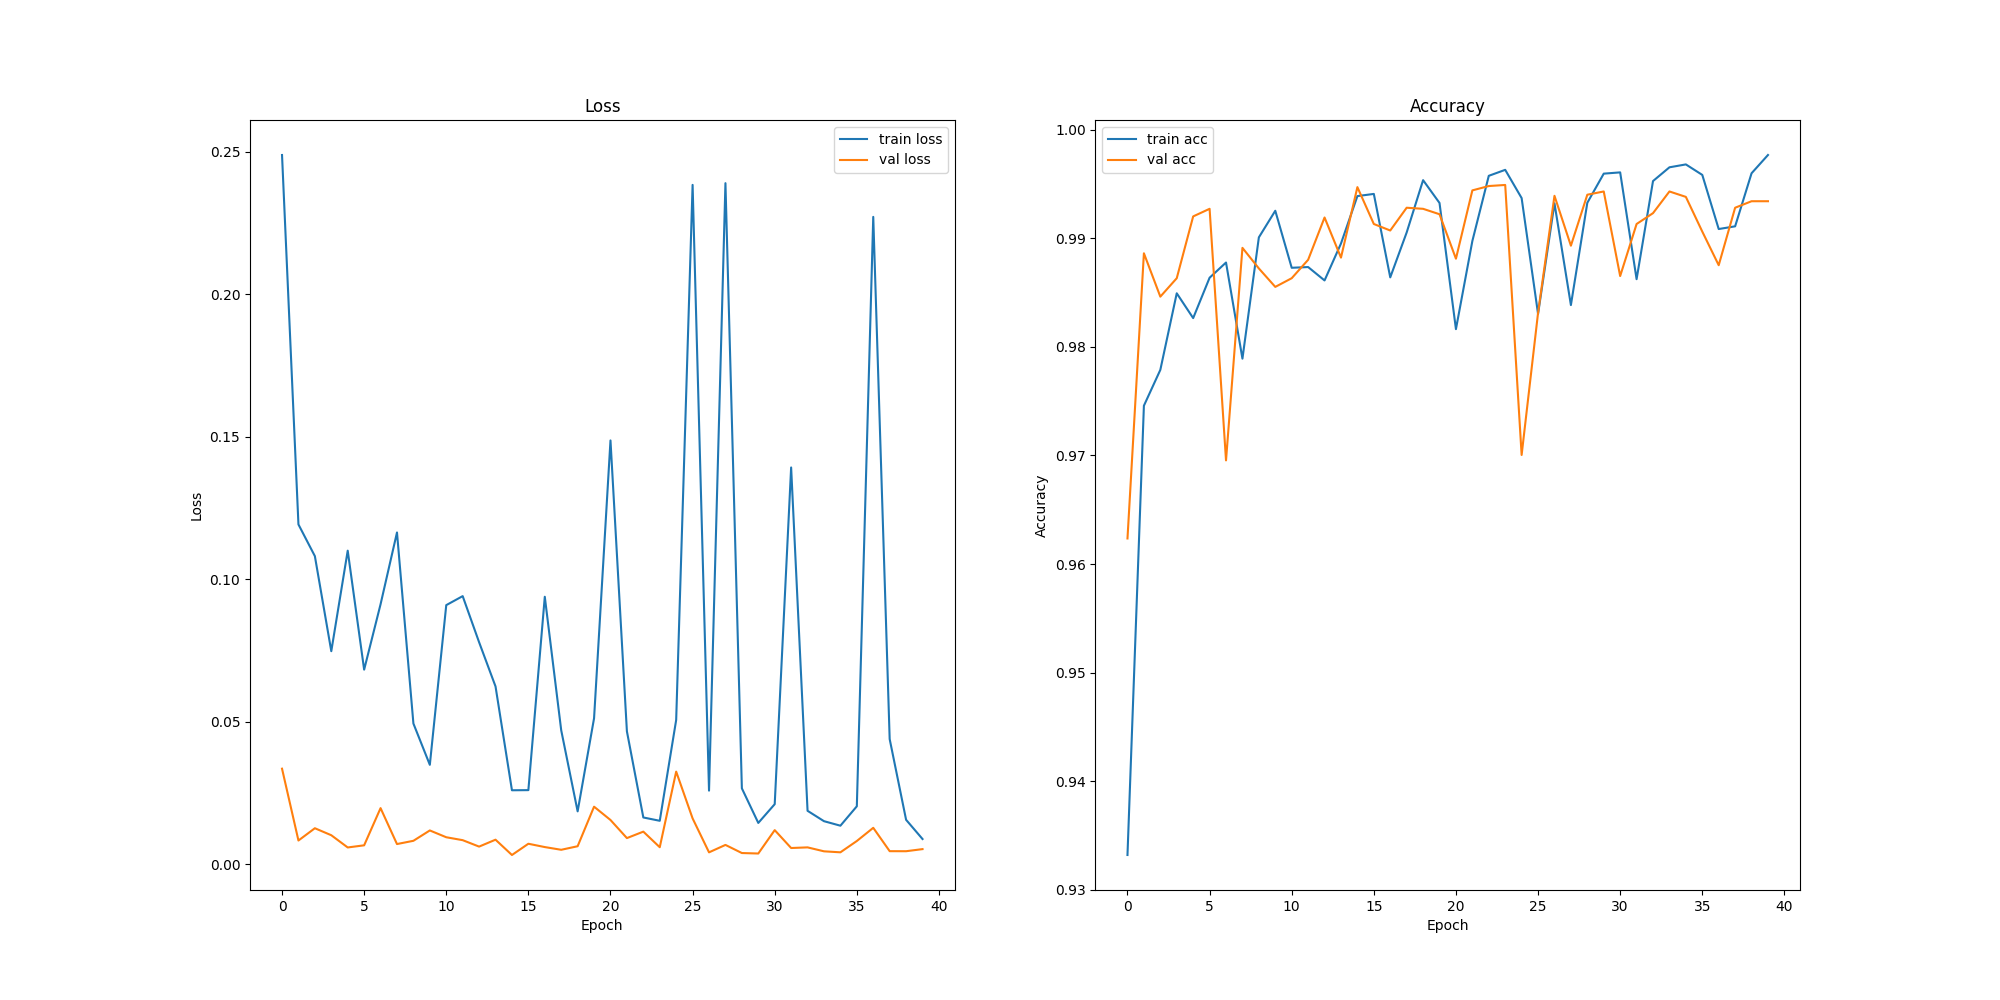 Loss
train loss
val loss
0.25
0.20
0.15
0.10
0.05
0.00
Loss
0 5 10 15 20 25 30 35 40
Epoch
Accuracy
train acc
val acc
1.00
0.99
0.98
0.97
0.96
0.95
0.94
0.93
Accuracy
0 5 10 15 20 25 30 35 40
Epoch